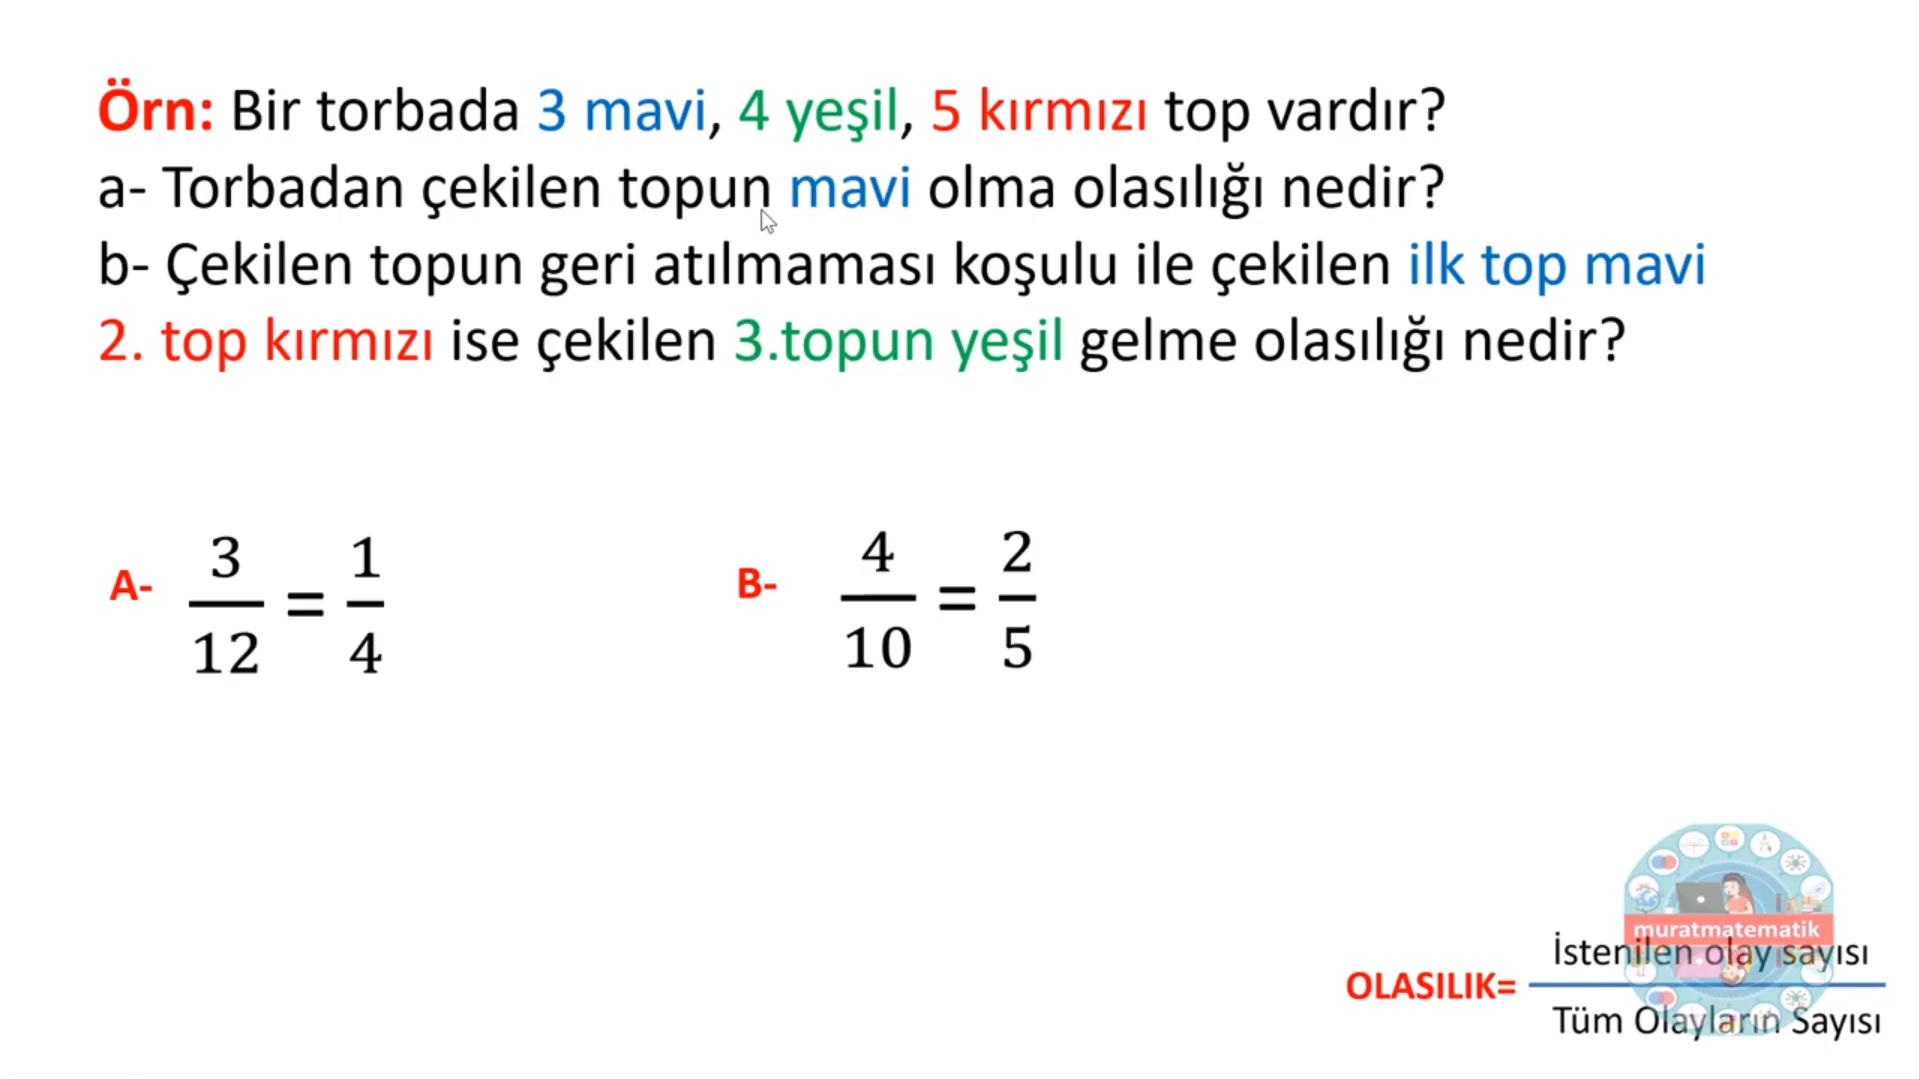 Örn: Bir torbada 3 mavi, 4 yeşil, 5 kırmızı top vardır?
a- Torbadan çekilen topun mavi olma olasılığı nedir?
b- Çekilen topun geri atılmaması koşulu ile çekilen ilk top mavi
2. top kırmızı ise çekilen 3.topun yeşil gelme olasılığı nedir?
A- 3/12 = 1/4
B- 4/10 = 2/5
muratmatematik
OLASILIK= İstenilen olay sayısı
Tüm Olayların Sayısı